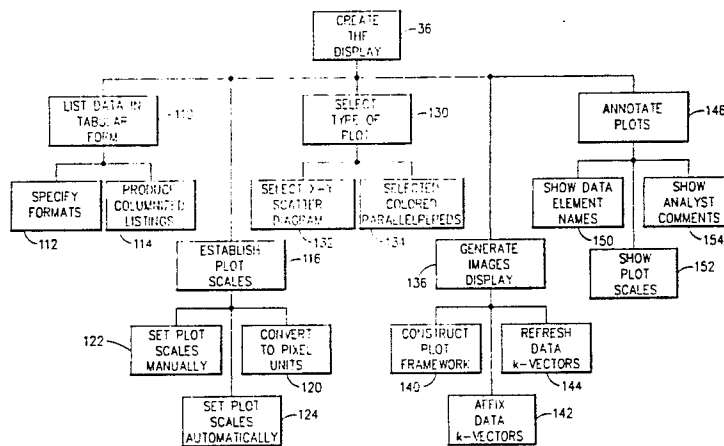 CREATE
THE
DISPLAY
36
LIST DATA IN
TABULAR
FORM
110
SELECT
TYPE OF
PLOT
130
ANNOTATE
PLOTS
146
SPECIFY
FORMATS
112
PRODUCE
COLUMNIZED
LISTINGS
114
SELECT X-Y
SCATTER
DIAGRAM
132
SELECTED
COLORED
PARALLELPIPEDS
134
SHOW DATA
ELEMENT
NAMES
150
SHOW
ANALYST
COMMENTS
154
ESTABLISH
PLOT
SCALES
116
GENERATE
IMAGES
DISPLAY
136
SHOW
PLOT
SCALES
152
SET PLOT
SCALES
MANUALLY
122
CONVERT
TO PIXEL
UNITS
120
CONSTRUCT
PLOT
FRAMEWORK
140
REFRESH
DATA
k-VECTORS
144
SET PLOT
SCALES
AUTOMATICALLY
124
AFFIX
DATA
k-VECTORS
142